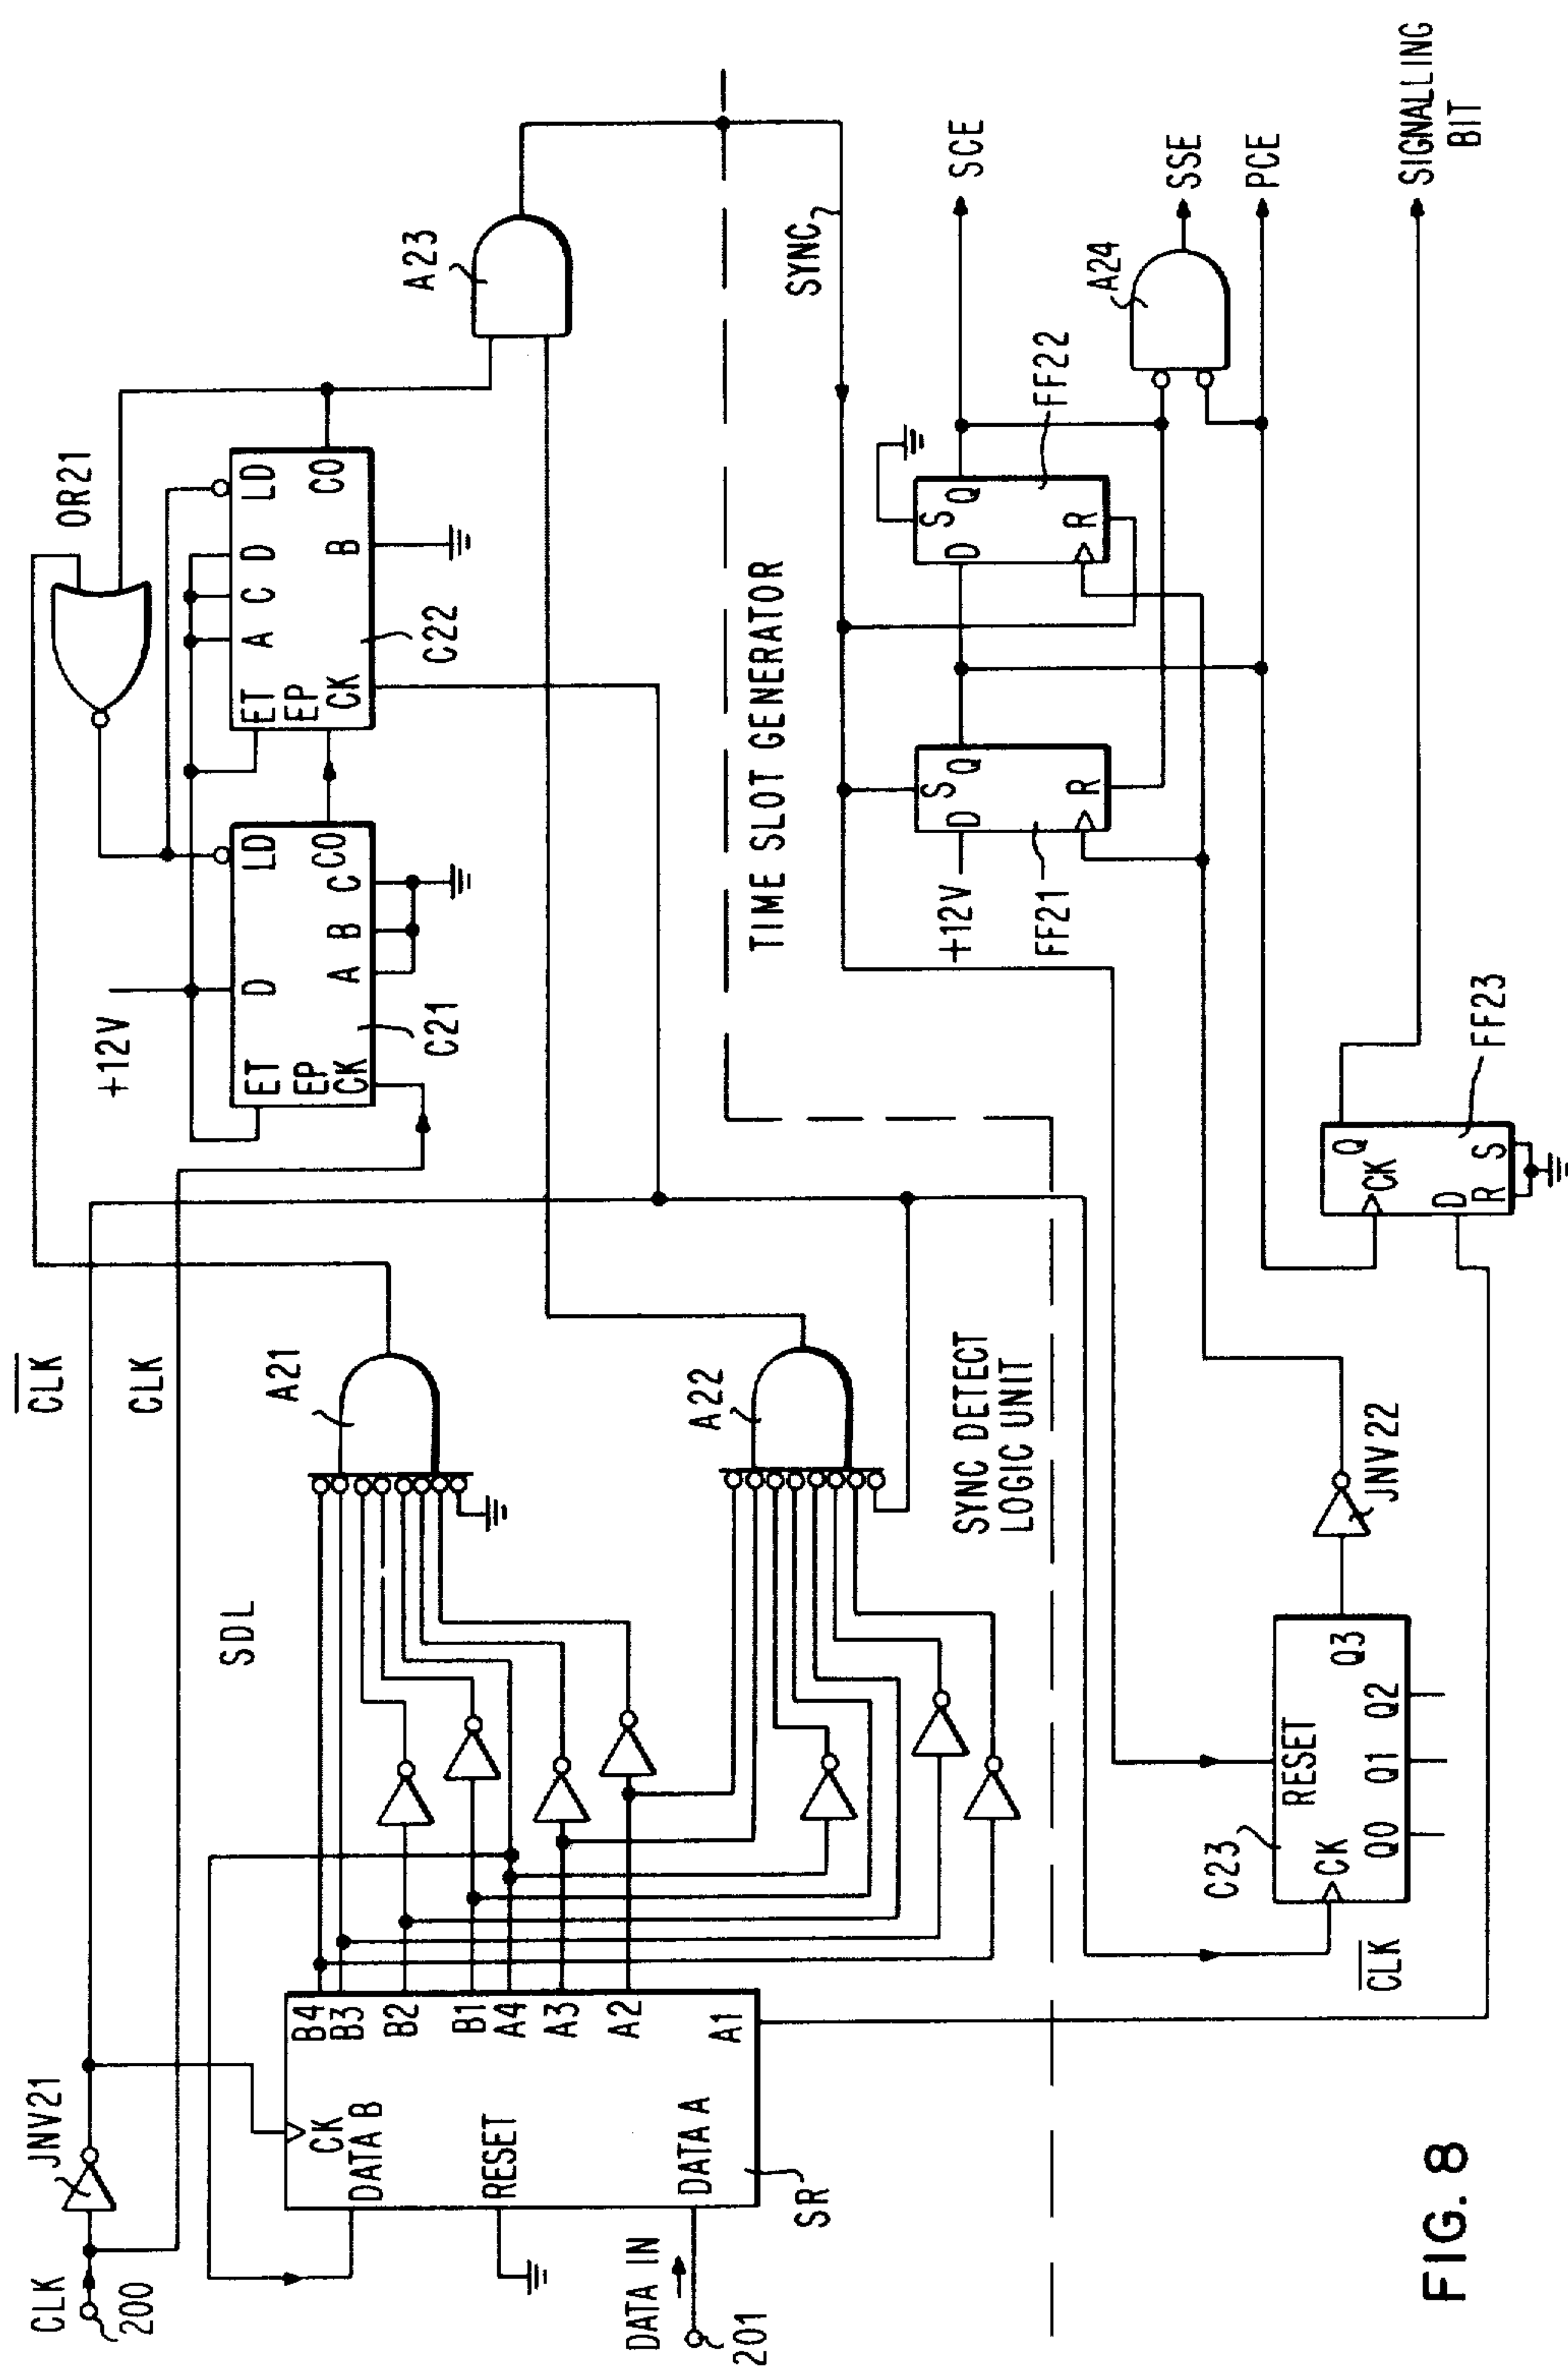 CLK
200
JNV21
CLK
CLK
SDL
CK
DATA B
RESET
DATA A
SR
B4
B3
B2
B1
A4
A3
A2
A1
DATA IN
201
A21
A22
SYNC DETECT
LOGIC UNIT
+12V
ET
EP
CK
D
LD
A
B
C
CO
C21
ET
EP
CK
A
C
D
LD
B
CO
C22
OR21
A23
TIME SLOT GENERATOR
SYNC
+12V
D
S
Q
R
FF21
D
S
Q
R
FF22
SCE
A24
SSE
PCE
SIGNALLING
BIT
CLK
C23
CK
RESET
Q0
Q1
Q2
Q3
JNV22
CK
Q
D
R
S
FF23
FIG. 8